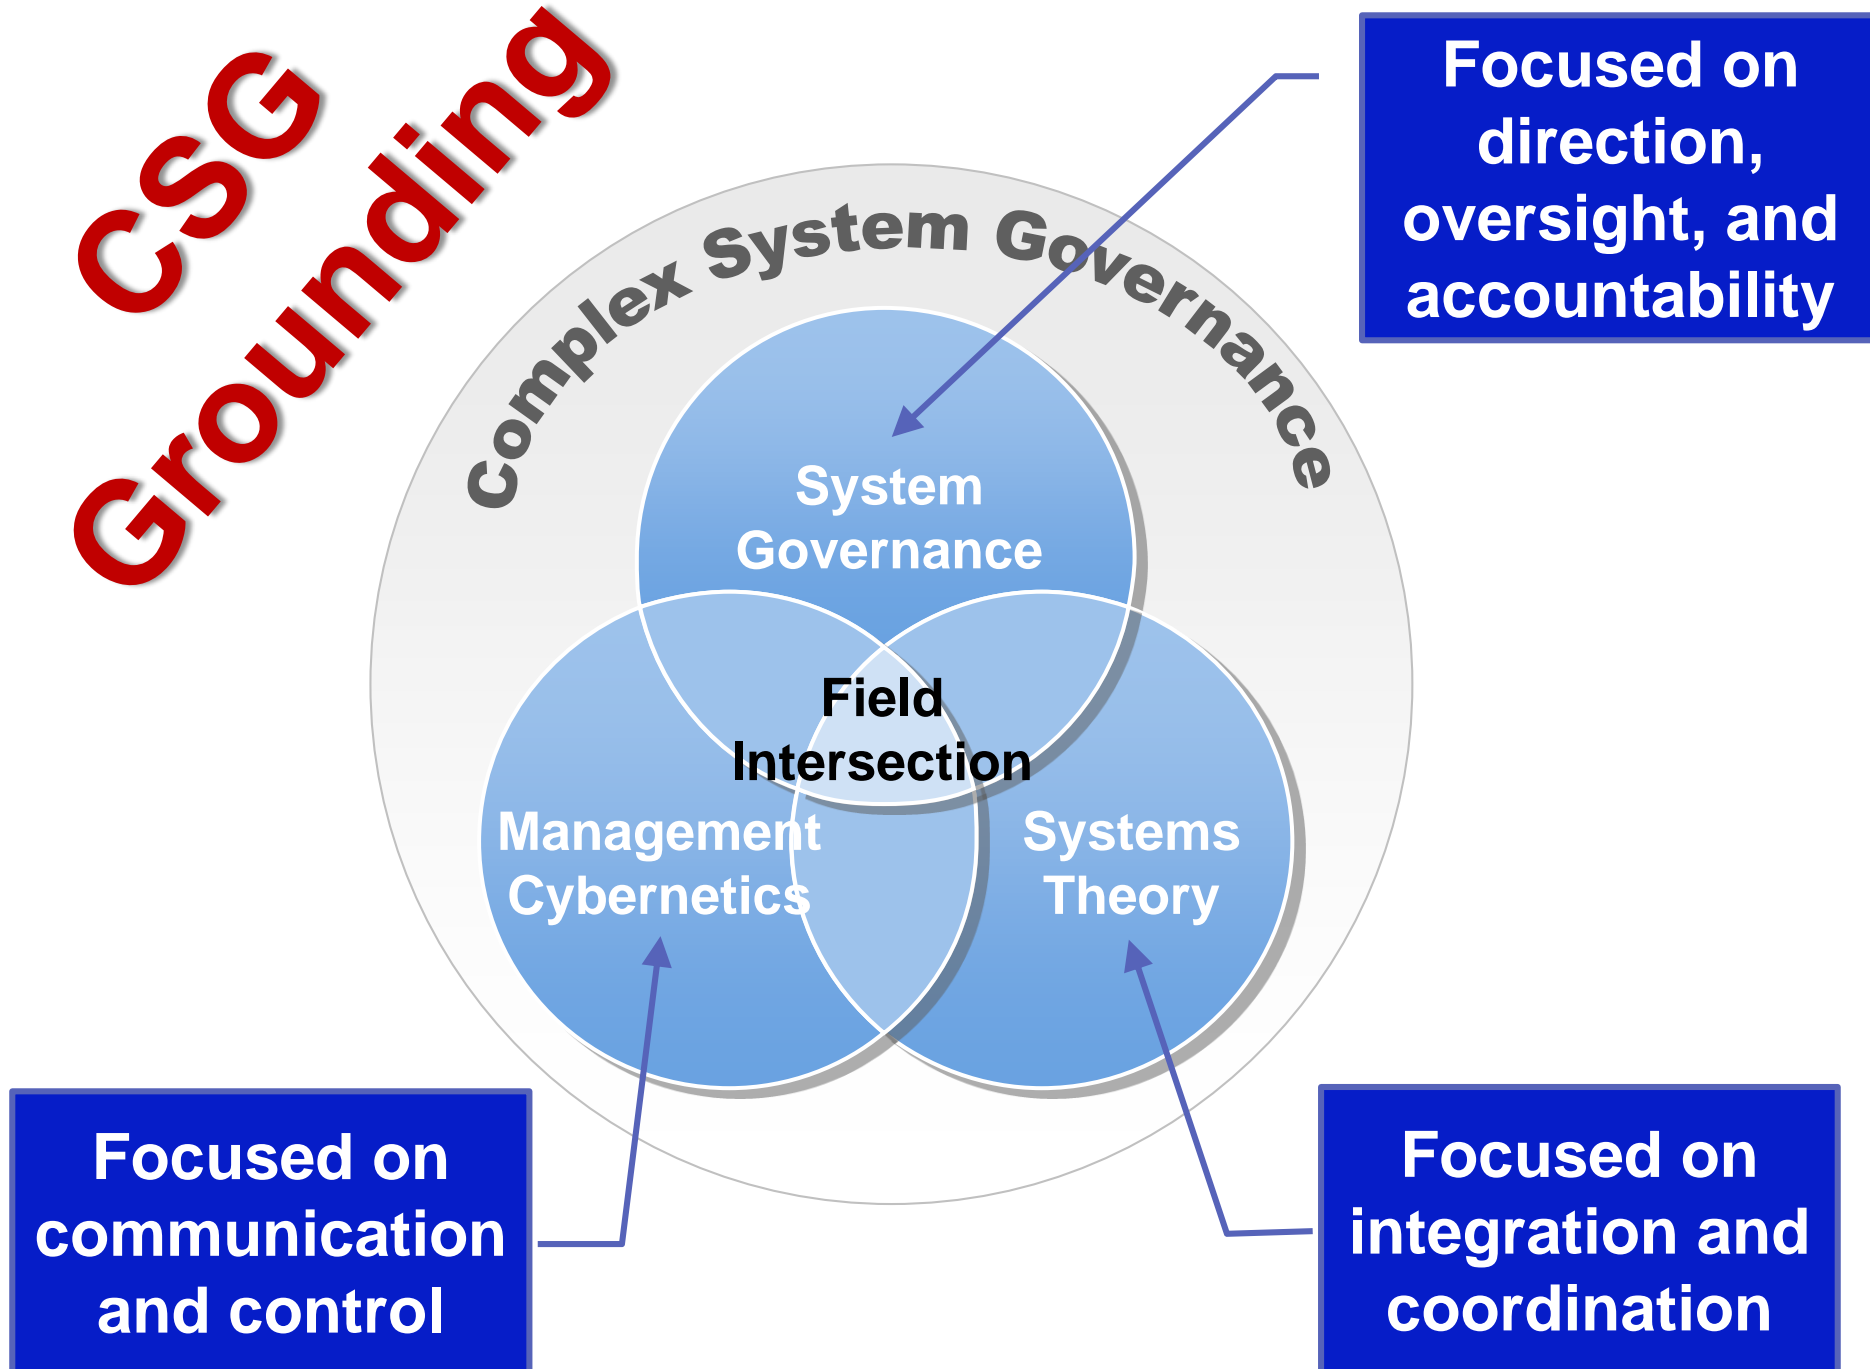 CSG
Grounding
Focused on
direction,
oversight, and
accountability
Complex System Governance
System
Governance
Field
Intersection
Management
Cybernetics
Systems
Theory
Focused on
communication
and control
Focused on
integration and
coordination